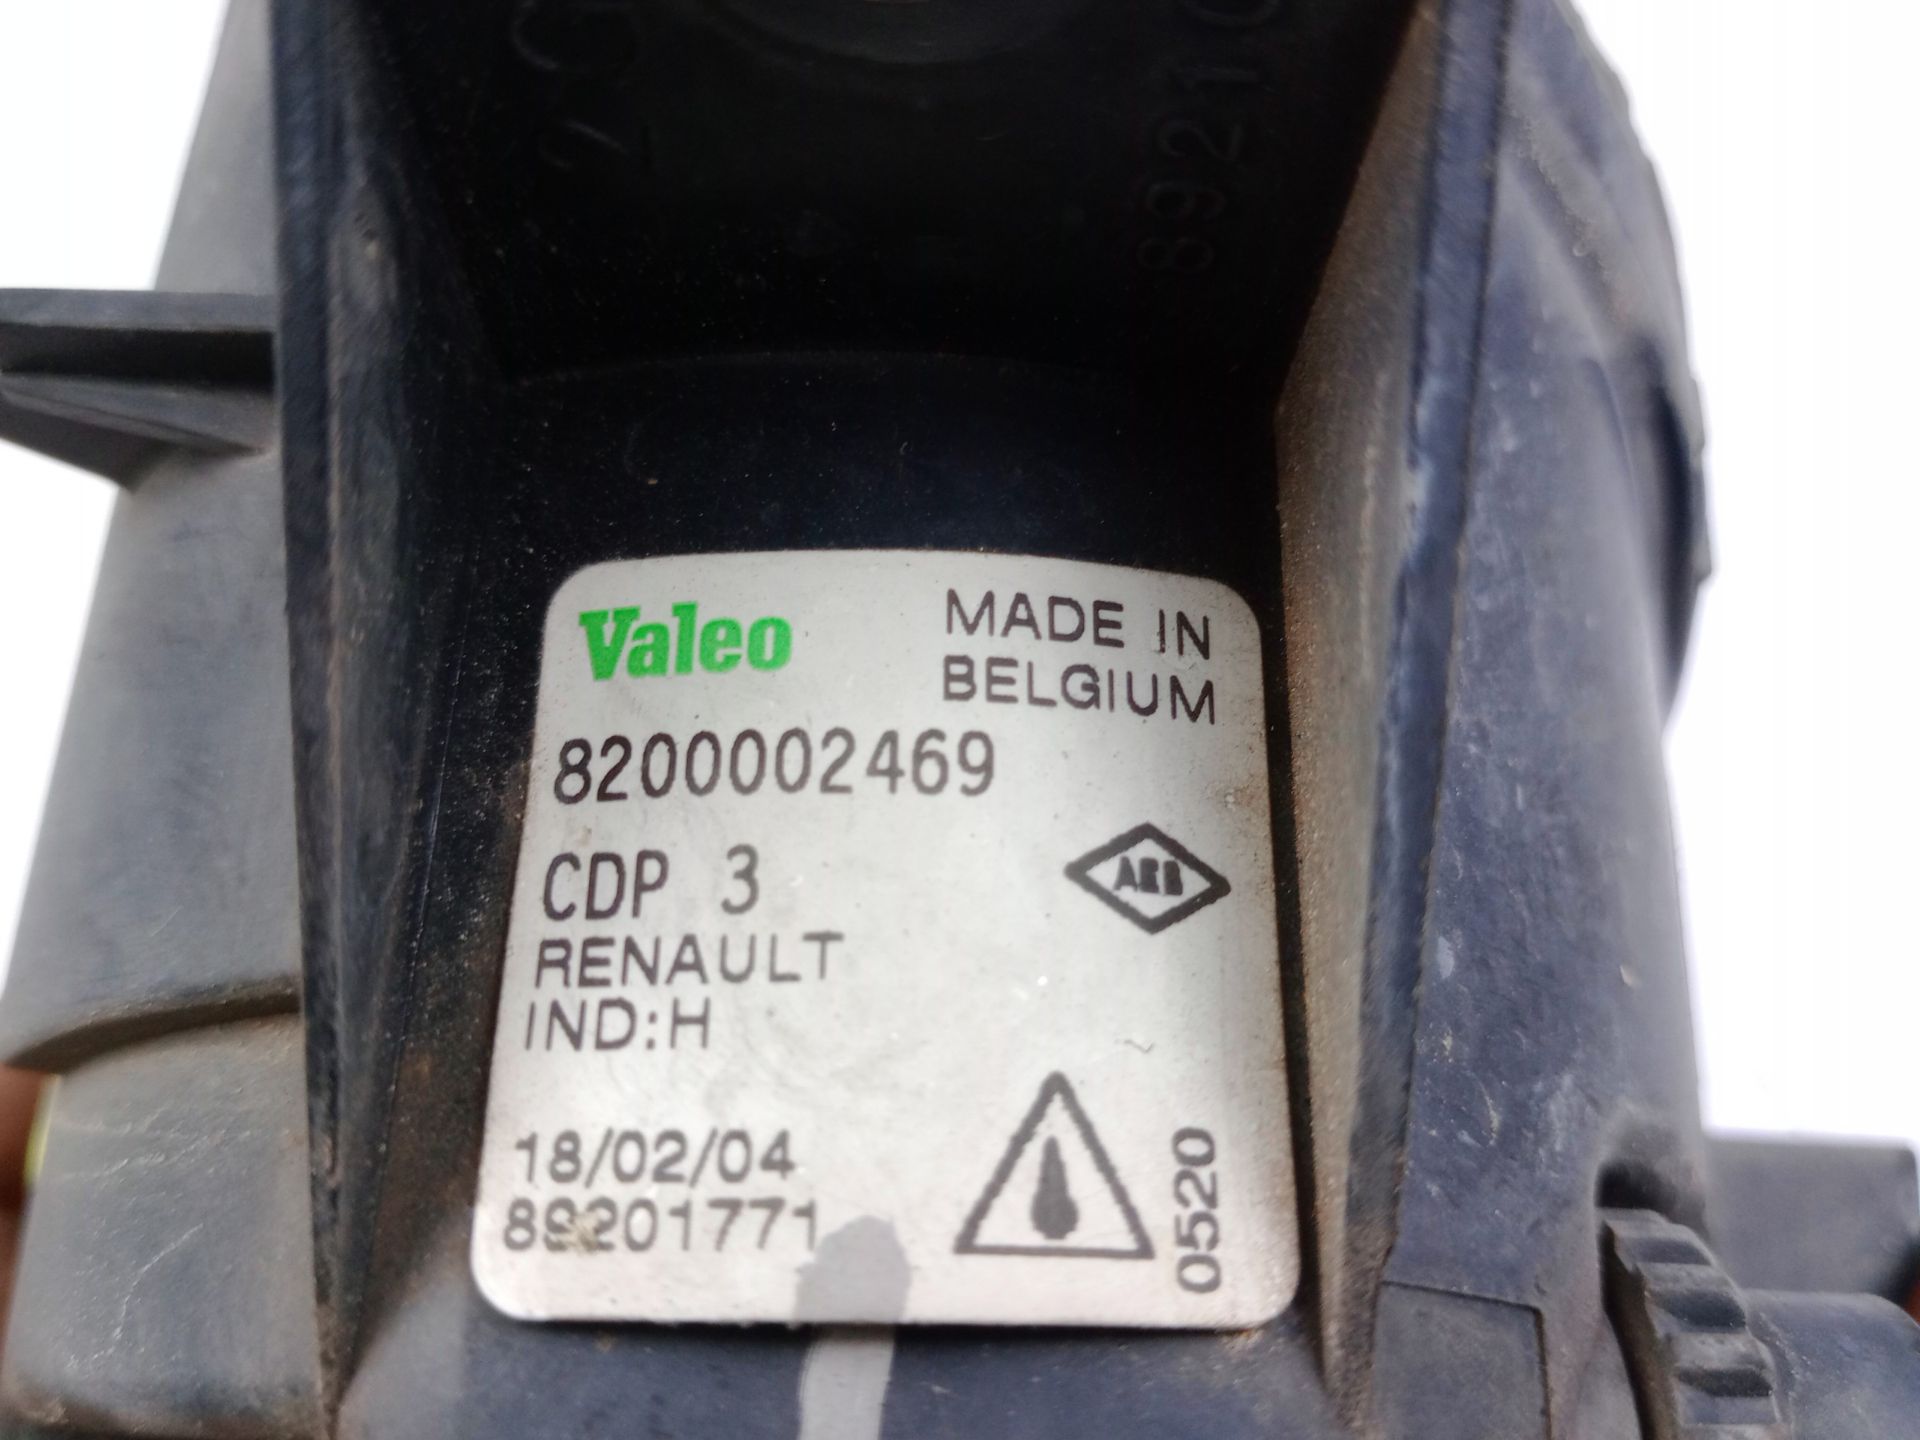 Valeo
MADE IN
BELGIUM
8200002469
CDP 3
RENAULT
IND:H
18/02/04
89201771
0520